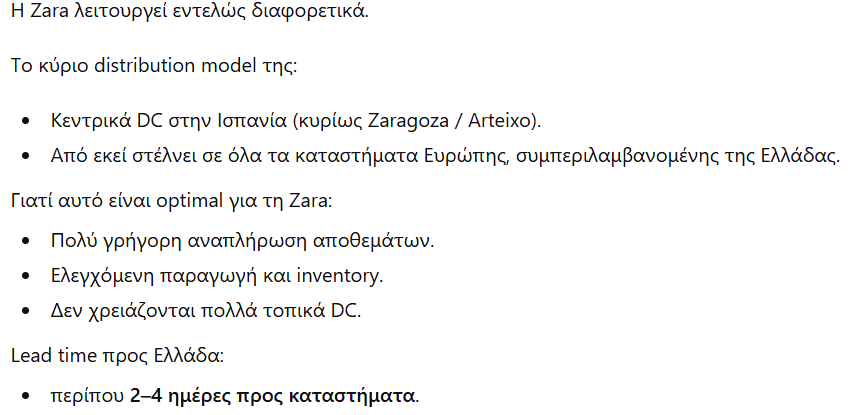 Η Zara λειτουργεί εντελώς διαφορετικά.
Το κύριο distribution model της:
• Κεντρικά DC στην Ισπανία (κυρίως Zaragoza / Arteixo).
• Από εκεί στέλνει σε όλα τα καταστήματα Ευρώπης, συμπεριλαμβανομένης της Ελλάδας.
Γιατί αυτό είναι optimal για τη Zara:
• Πολύ γρήγορη αναπλήρωση αποθεμάτων.
• Ελεγχόμενη παραγωγή και inventory.
• Δεν χρειάζονται πολλά τοπικά DC.
Lead time προς Ελλάδα:
• περίπου 2–4 ημέρες προς καταστήματα.